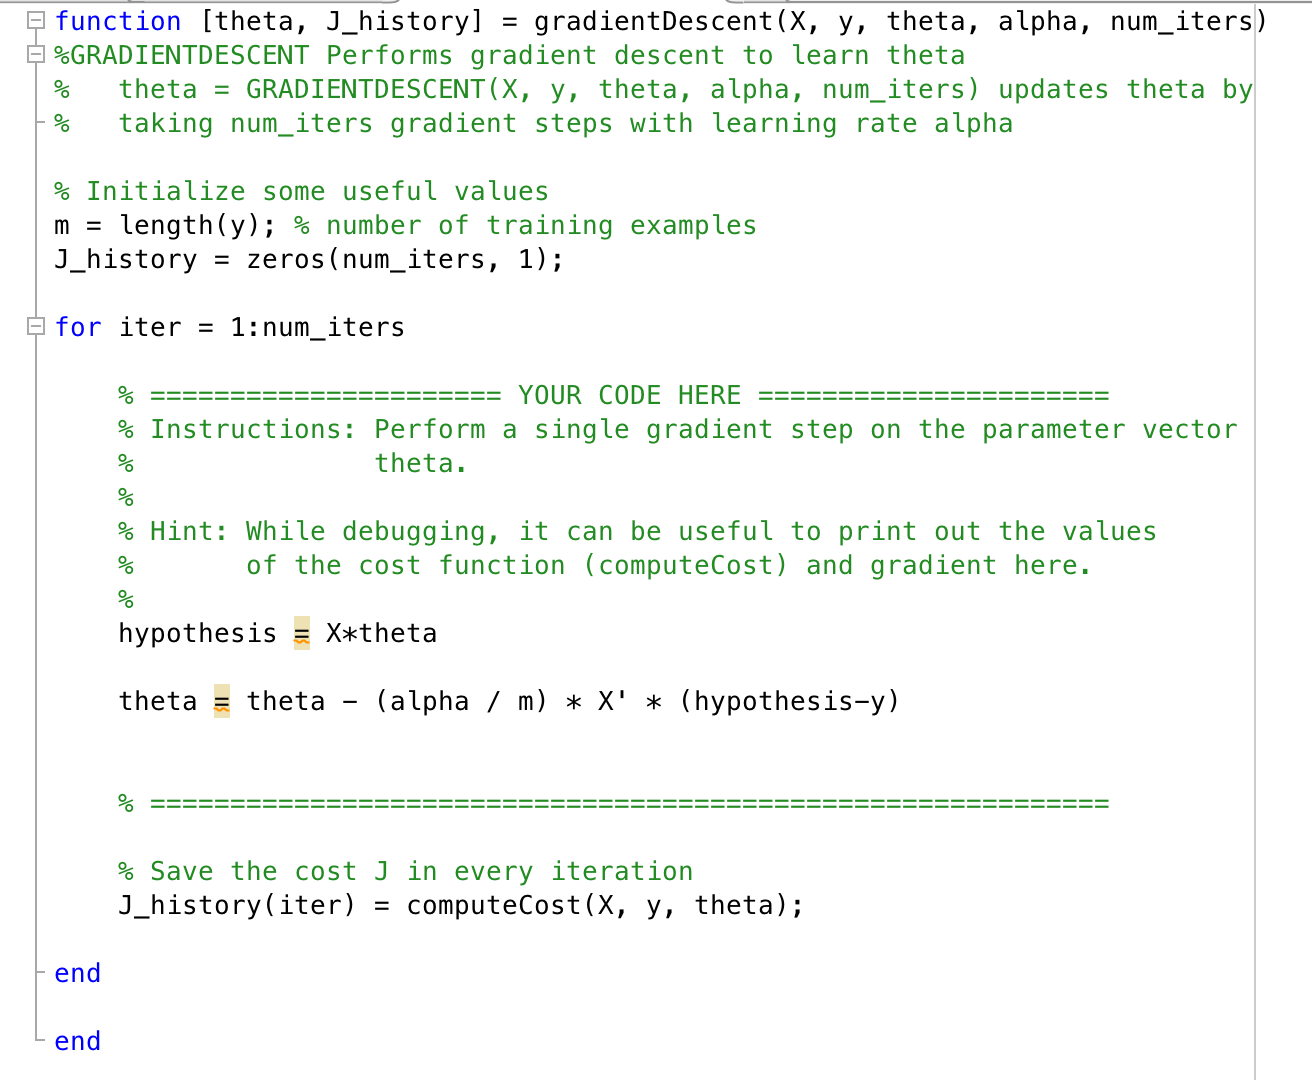 function [theta, J_history] = gradientDescent(X, y, theta, alpha, num_iters)
%GRADIENTDESCENT Performs gradient descent to learn theta
%   theta = GRADIENTDESCENT(X, y, theta, alpha, num_iters) updates theta by
%   taking num_iters gradient steps with learning rate alpha

% Initialize some useful values
m = length(y); % number of training examples
J_history = zeros(num_iters, 1);

for iter = 1:num_iters

    % ====================== YOUR CODE HERE ======================
    % Instructions: Perform a single gradient step on the parameter vector
    %               theta.
    %
    % Hint: While debugging, it can be useful to print out the values
    %       of the cost function (computeCost) and gradient here.
    %
    hypothesis = X*theta

    theta = theta - (alpha / m) * X' * (hypothesis-y)


    % ============================================================

    % Save the cost J in every iteration
    J_history(iter) = computeCost(X, y, theta);

end

end